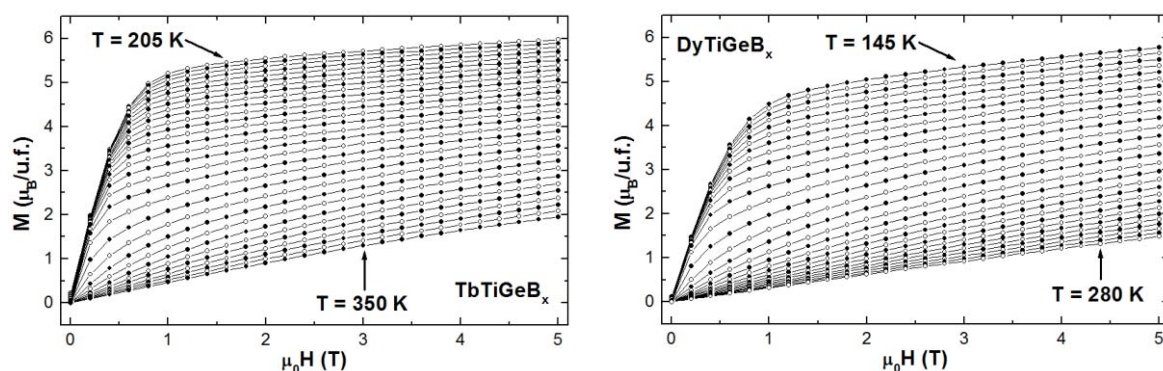 6
5
4
3
2
1
0
M (μB/u.f.)
T = 205 K
T = 350 K
TbTiGeBx
0 1 2 3 4 5
μ0H (T)
6
5
4
3
2
1
0
M (μB/u.f.)
DyTiGeBx
T = 145 K
T = 280 K
0 1 2 3 4 5
μ0H (T)